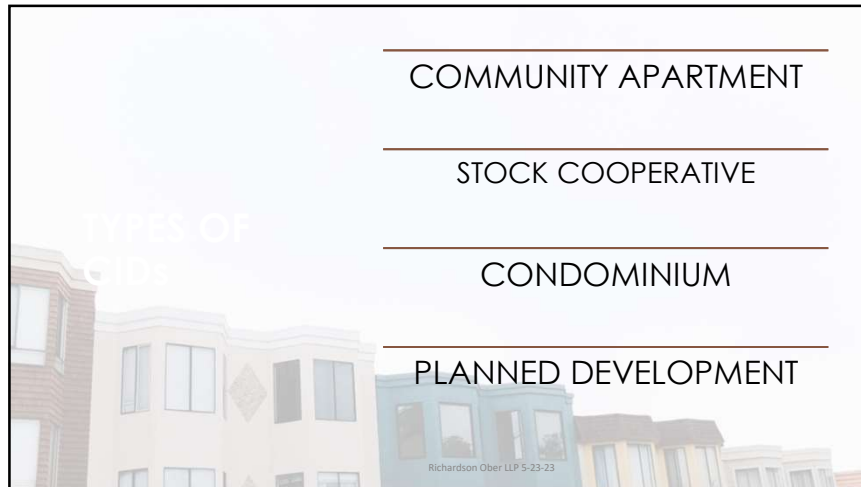 TYPES OF
CIDs
COMMUNITY APARTMENT
STOCK COOPERATIVE
CONDOMINIUM
PLANNED DEVELOPMENT
Richardson Ober LLP 5-23-23